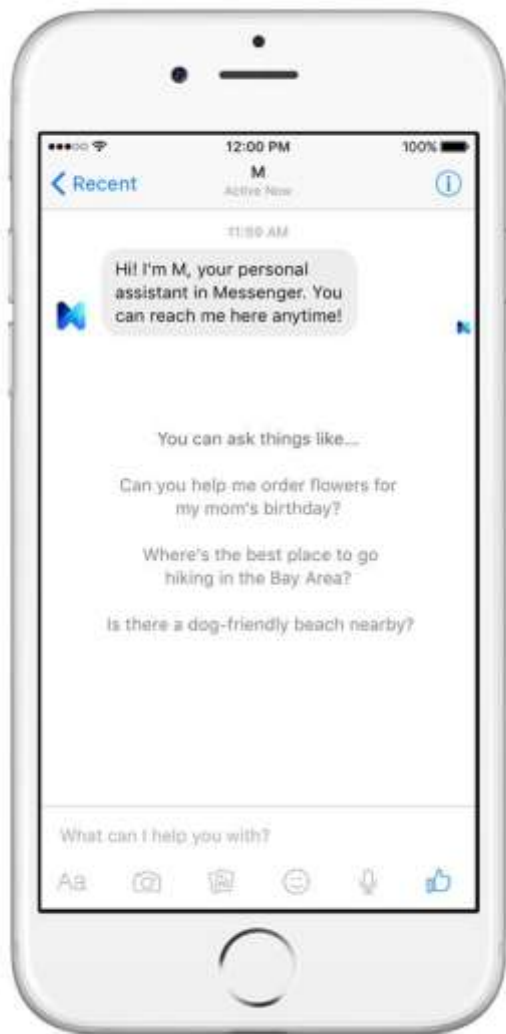 12:00 PM
100%
Recent
M
Active Now
11:59 AM
Hi! I'm M, your personal
assistant in Messenger. You
can reach me here anytime!
You can ask things like...
Can you help me order flowers for
my mom's birthday?
Where's the best place to go
hiking in the Bay Area?
Is there a dog-friendly beach nearby?
What can I help you with?
Aa